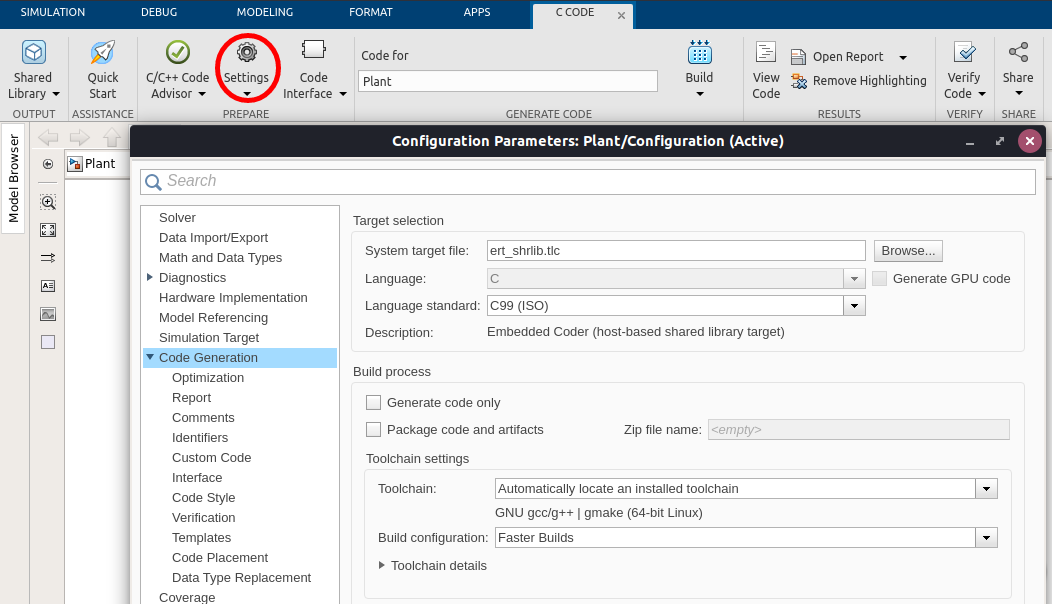 SIMULATION DEBUG MODELING FORMAT APPS C CODE
Shared Library
Quick Start
C/C++ Code Advisor
Settings
Code Interface
Code for
Plant
Build
View Code
Open Report
Remove Highlighting
Verify Code
Share
OUTPUT ASSISTANCE PREPARE GENERATE CODE RESULTS VERIFY SHARE
Model Browser
Plant
Configuration Parameters: Plant/Configuration (Active)
Search
Solver
Data Import/Export
Math and Data Types
Diagnostics
Hardware Implementation
Model Referencing
Simulation Target
Code Generation
Optimization
Report
Comments
Identifiers
Custom Code
Interface
Code Style
Verification
Templates
Code Placement
Data Type Replacement
Coverage
Target selection
System target file: ert_shrlib.tlc Browse...
Language: C Generate GPU code
Language standard: C99 (ISO)
Description: Embedded Coder (host-based shared library target)
Build process
Generate code only
Package code and artifacts Zip file name: <empty>
Toolchain settings
Toolchain: Automatically locate an installed toolchain
GNU gcc/g++ | gmake (64-bit Linux)
Build configuration: Faster Builds
Toolchain details